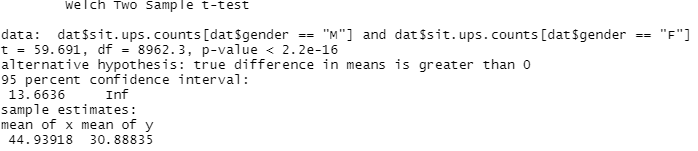 Welch Two Sample t-test
data:  dat$sit.ups.counts[dat$gender == "M"] and dat$sit.ups.counts[dat$gender == "F"]
t = 59.691, df = 8962.3, p-value < 2.2e-16
alternative hypothesis: true difference in means is greater than 0
95 percent confidence interval:
 13.6636     Inf
sample estimates:
mean of x mean of y
 44.93918  30.88835